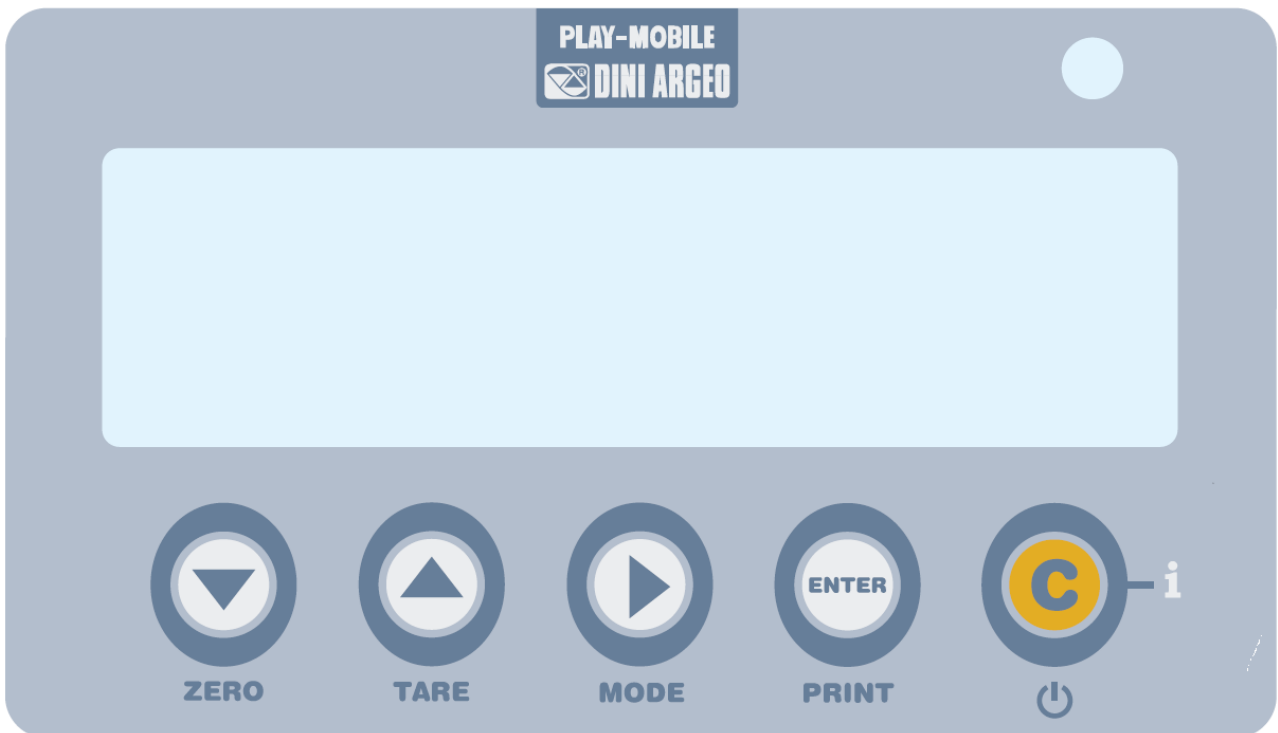 PLAY-MOBILE
® DINI ARGEO
ENTER
C
i
ZERO
TARE
MODE
PRINT